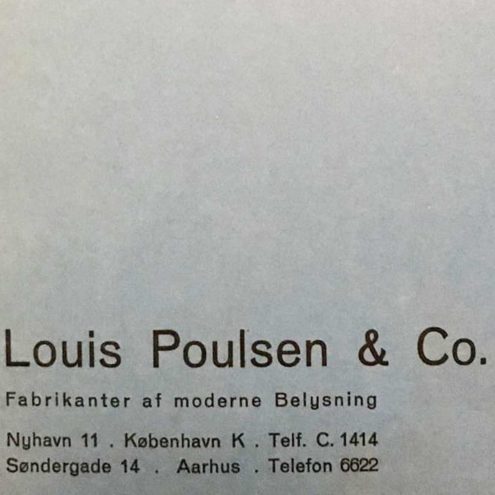 Louis Poulsen & Co.
Fabrikanter af moderne Belysning
Nyhavn 11 . København K . Telf. C. 1414
Søndergade 14 . Aarhus . Telefon 6622